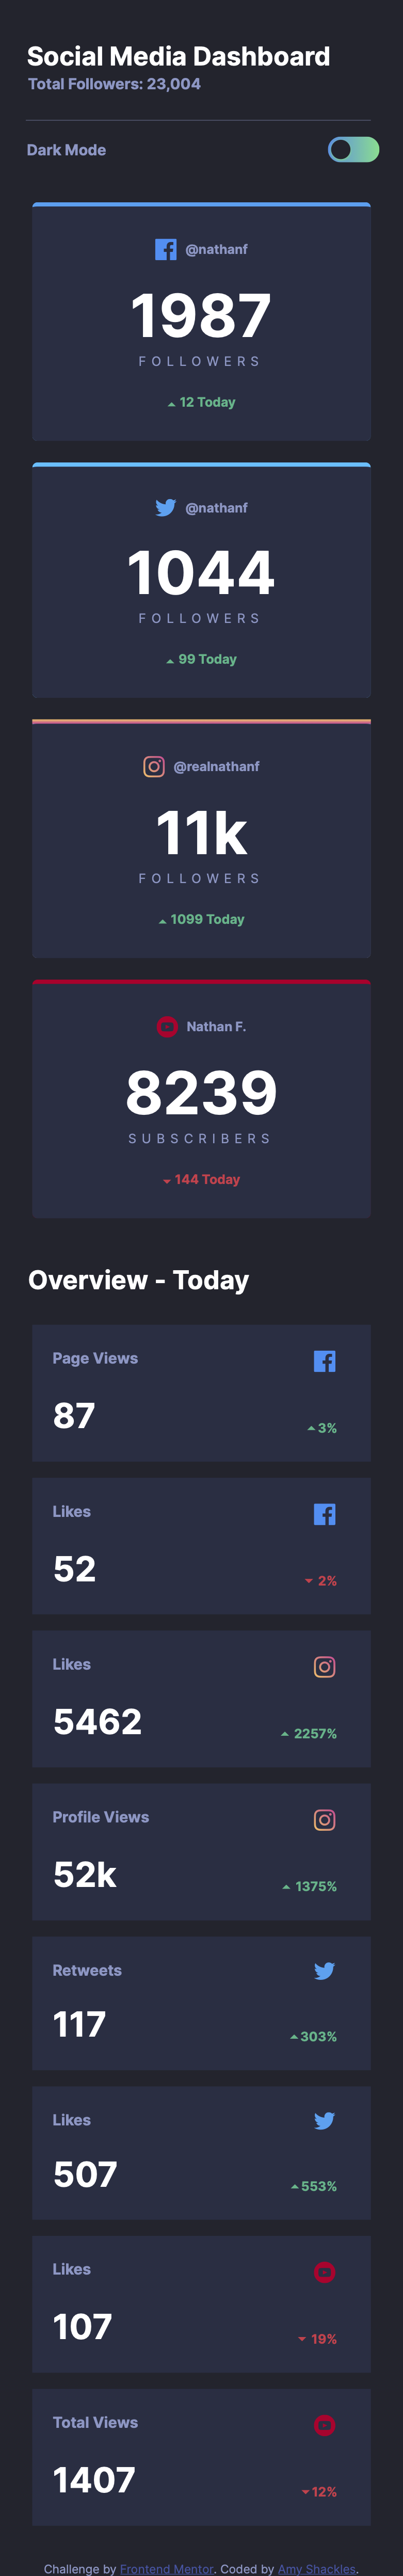 Social Media Dashboard
Total Followers: 23,004
Dark Mode
@nathanf
1987
FOLLOWERS
12 Today
@nathanf
1044
FOLLOWERS
99 Today
@realnathanf
11k
FOLLOWERS
1099 Today
Nathan F.
8239
SUBSCRIBERS
144 Today
Overview - Today
Page Views
87
3%
Likes
52
2%
Likes
5462
2257%
Profile Views
52k
1375%
Retweets
117
303%
Likes
507
553%
Likes
107
19%
Total Views
1407
12%
Challenge by Frontend Mentor. Coded by Amy Shackles.